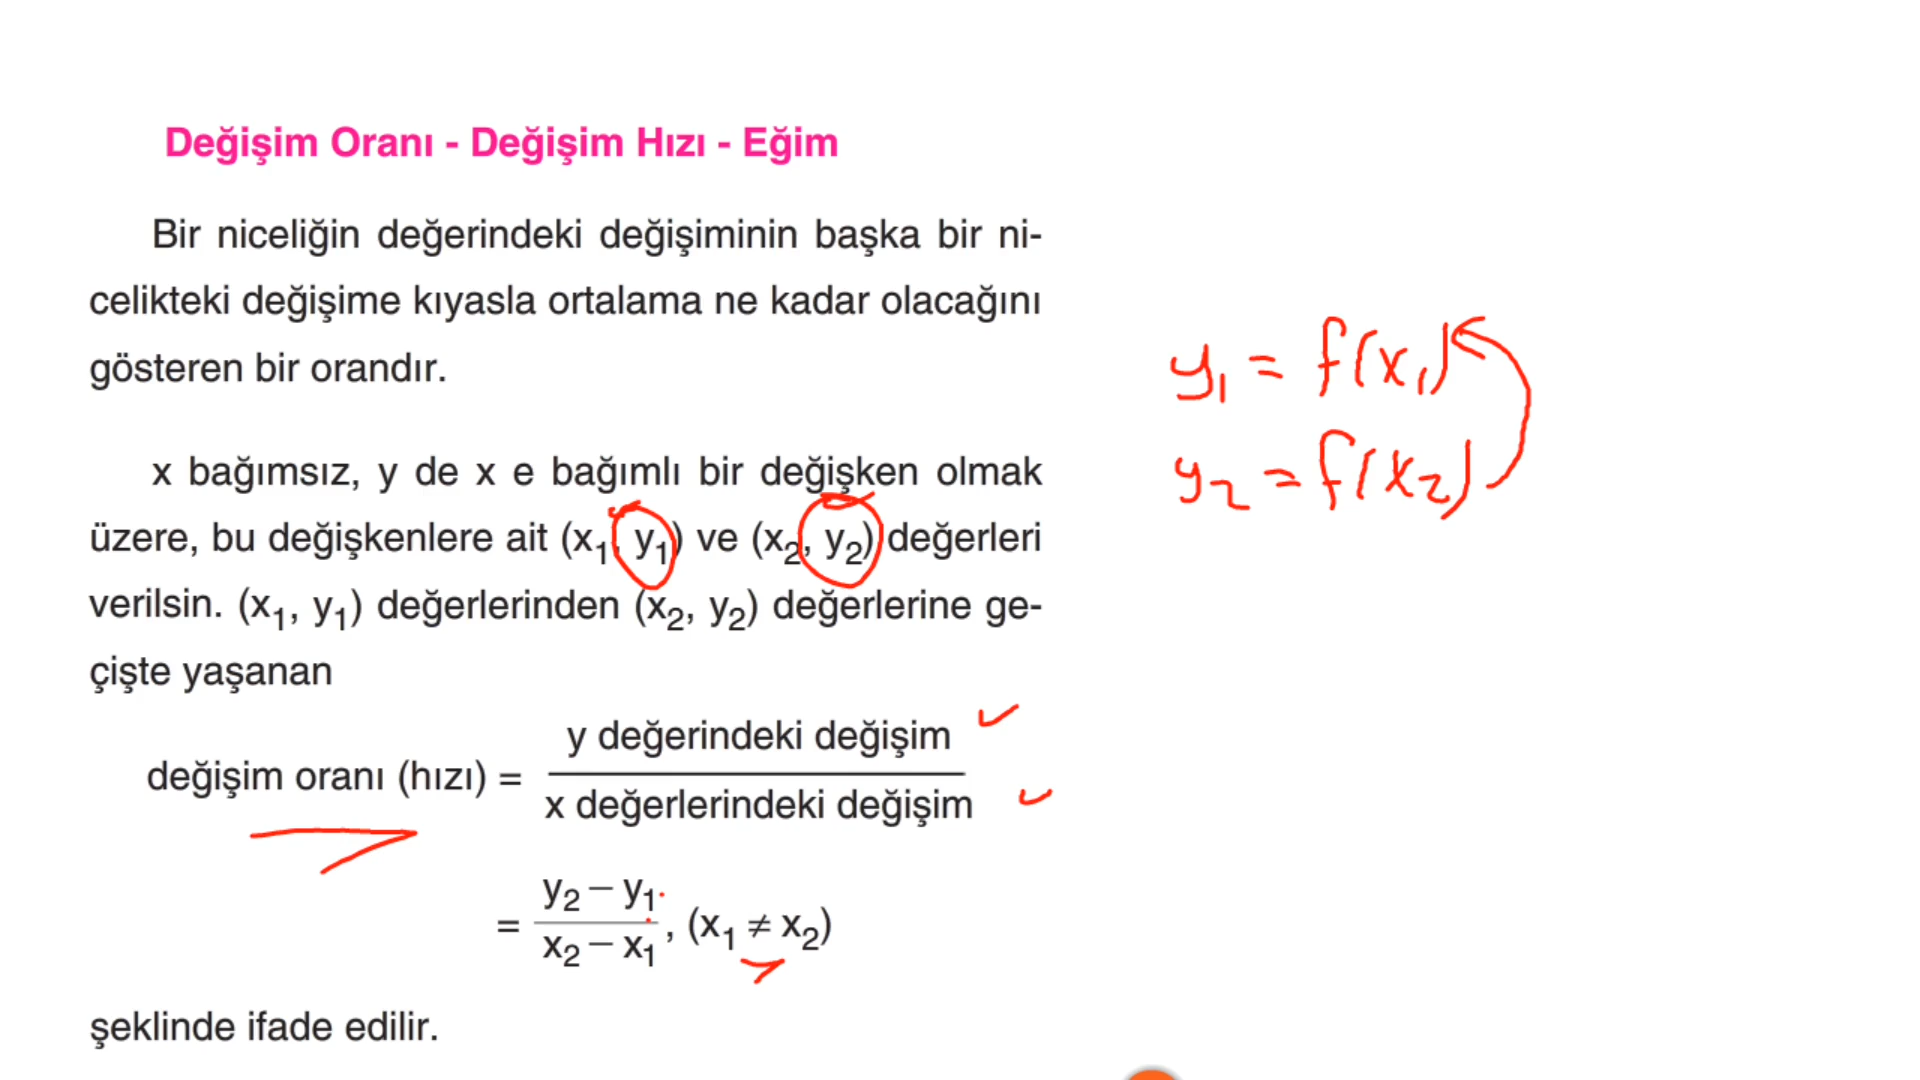 Değişim Oranı - Değişim Hızı - Eğim
Bir niceliğin değerindeki değişiminin başka bir ni-
celikteki değişime kıyasla ortalama ne kadar olacağını
gösteren bir orandır.
x bağımsız, y de x e bağımlı bir değişken olmak
üzere, bu değişkenlere ait (x₁, y₁) ve (x₂, y₂) değerleri
verilsin. (x₁, y₁) değerlerinden (x₂, y₂) değerlerine ge-
çişte yaşanan
y değerindeki değişim
değişim oranı (hızı) =
x değerlerindeki değişim
y₂ − y₁
= , (x₁ ≠ x₂)
x₂ − x₁
şeklinde ifade edilir.
y₁ = f(x₁)
y₂ = f(x₂)